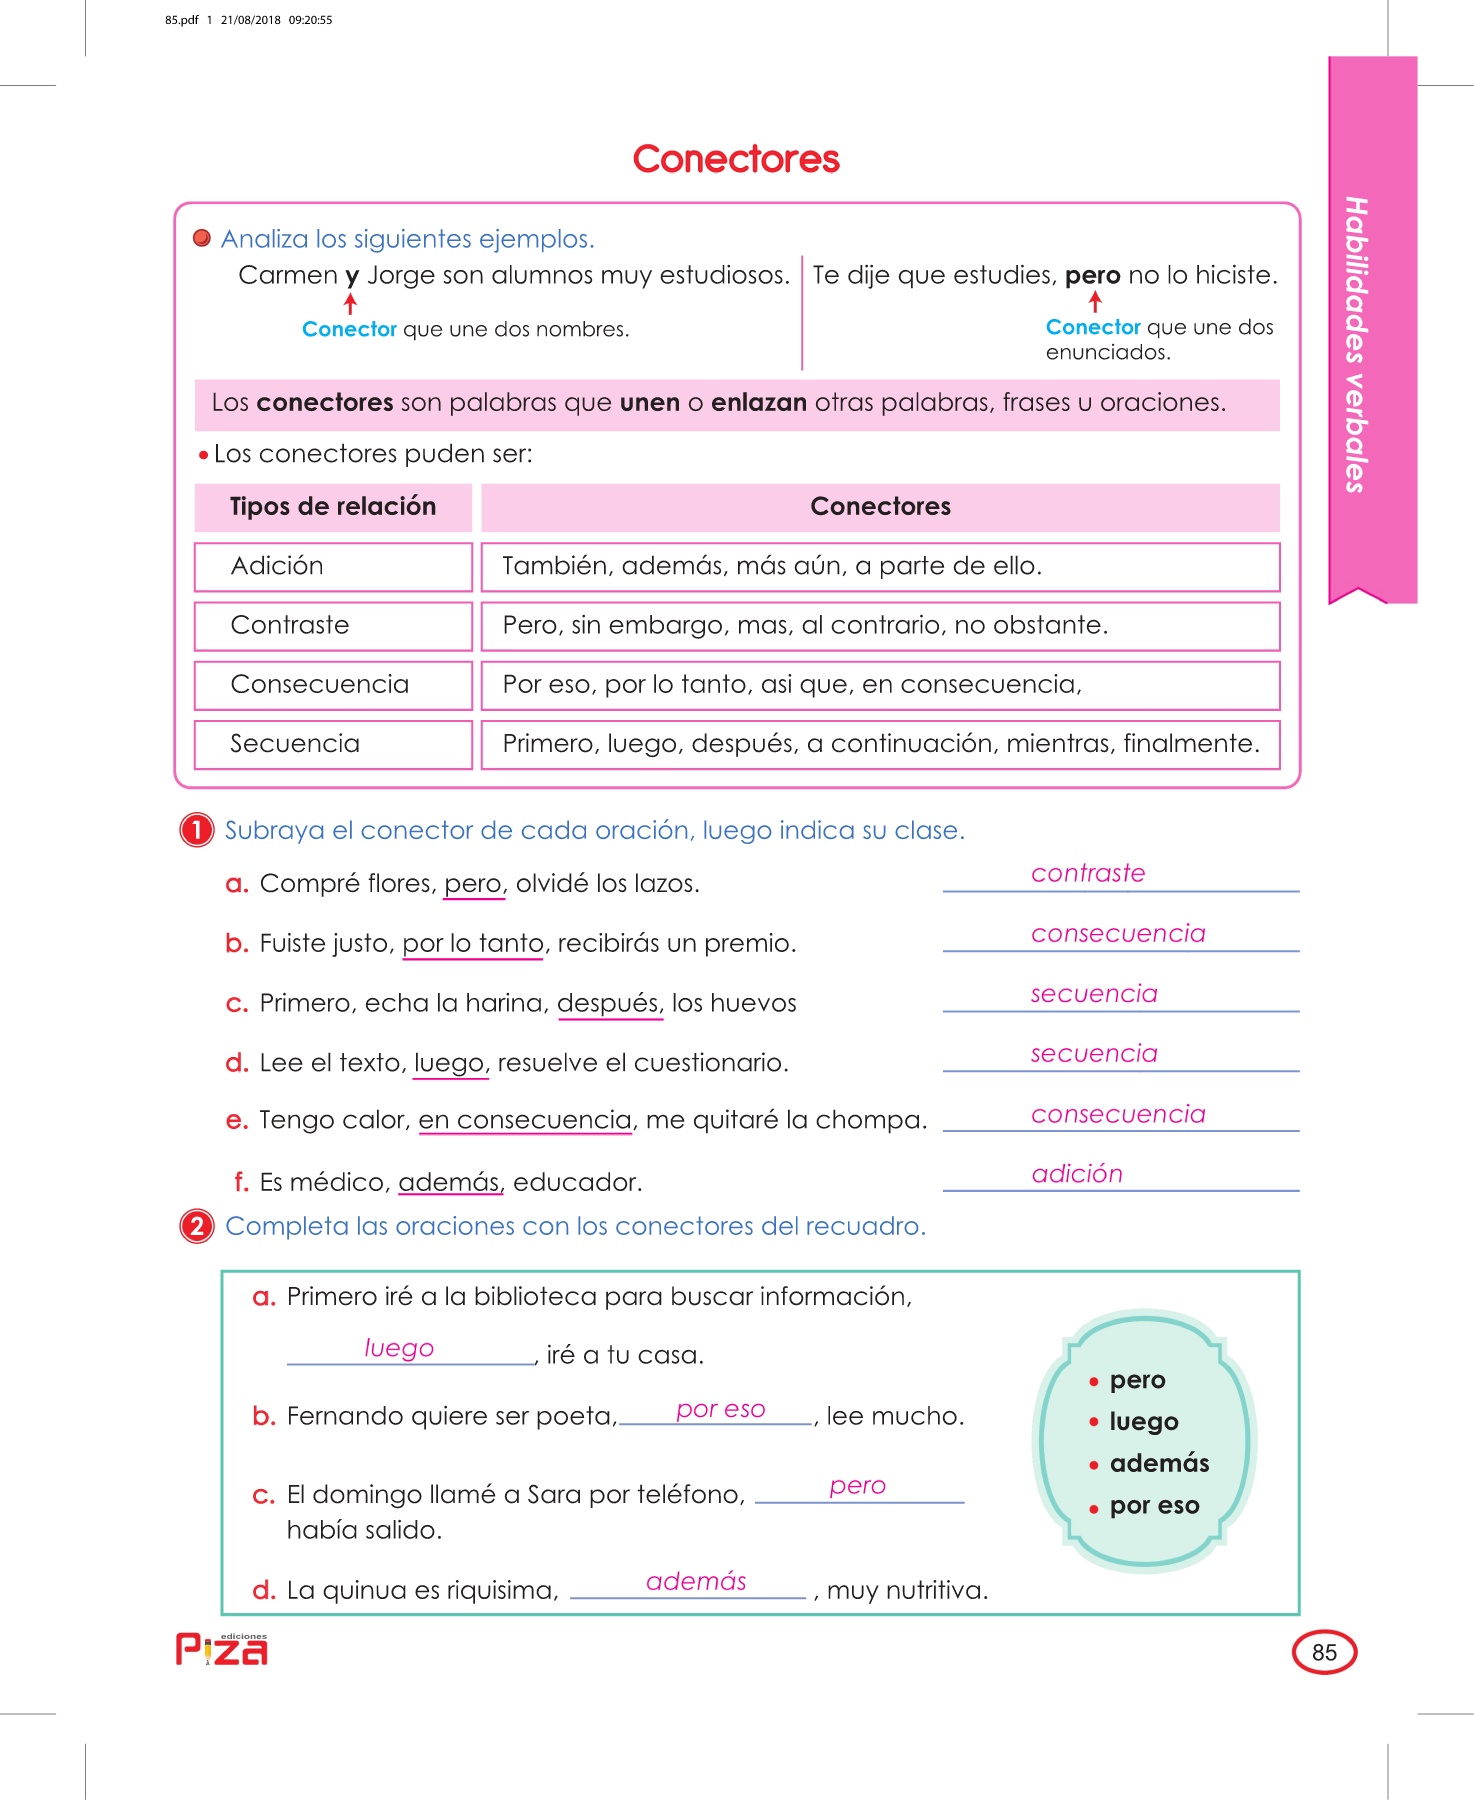 85.pdf 1 21/08/2018 09:20:55
Conectores
Habilidades verbales
Analiza los siguientes ejemplos.
Carmen y Jorge son alumnos muy estudiosos.
Conector que une dos nombres.
Te dije que estudies, pero no lo hiciste.
Conector que une dos
enunciados.
Los conectores son palabras que unen o enlazan otras palabras, frases u oraciones.
• Los conectores puden ser:
Tipos de relación Conectores
Adición También, además, más aún, a parte de ello.
Contraste Pero, sin embargo, mas, al contrario, no obstante.
Consecuencia Por eso, por lo tanto, asi que, en consecuencia,
Secuencia Primero, luego, después, a continuación, mientras, finalmente.
1 Subraya el conector de cada oración, luego indica su clase.
a. Compré flores, pero, olvidé los lazos. contraste
b. Fuiste justo, por lo tanto, recibirás un premio. consecuencia
c. Primero, echa la harina, después, los huevos secuencia
d. Lee el texto, luego, resuelve el cuestionario. secuencia
e. Tengo calor, en consecuencia, me quitaré la chompa. consecuencia
f. Es médico, además, educador. adición
2 Completa las oraciones con los conectores del recuadro.
a. Primero iré a la biblioteca para buscar información,
luego, iré a tu casa.
b. Fernando quiere ser poeta, por eso, lee mucho.
c. El domingo llamé a Sara por teléfono, pero
había salido.
d. La quinua es riquisima, además, muy nutritiva.
• pero
• luego
• además
• por eso
ediciones
Piza
85